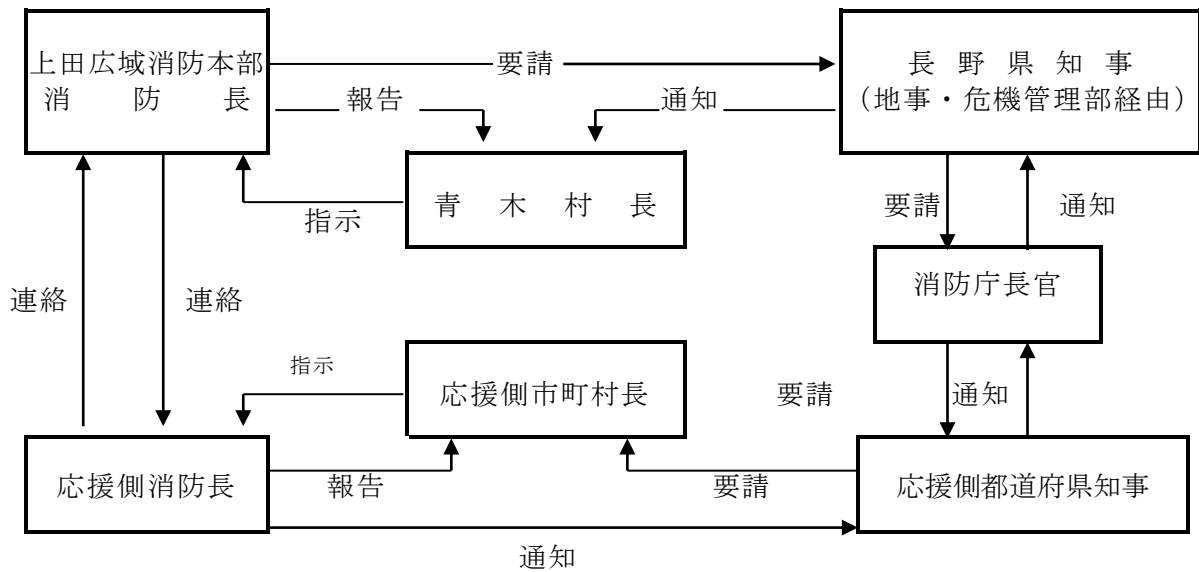 上田広域消防本部
消防長
要請
長野県知事
(地事・危機管理部経由)
報告
通知
青木村長
指示
要請
通知
消防庁長官
連絡
連絡
指示
応援側市町村長
要請
通知
応援側消防長
報告
要請
応援側都道府県知事
通知